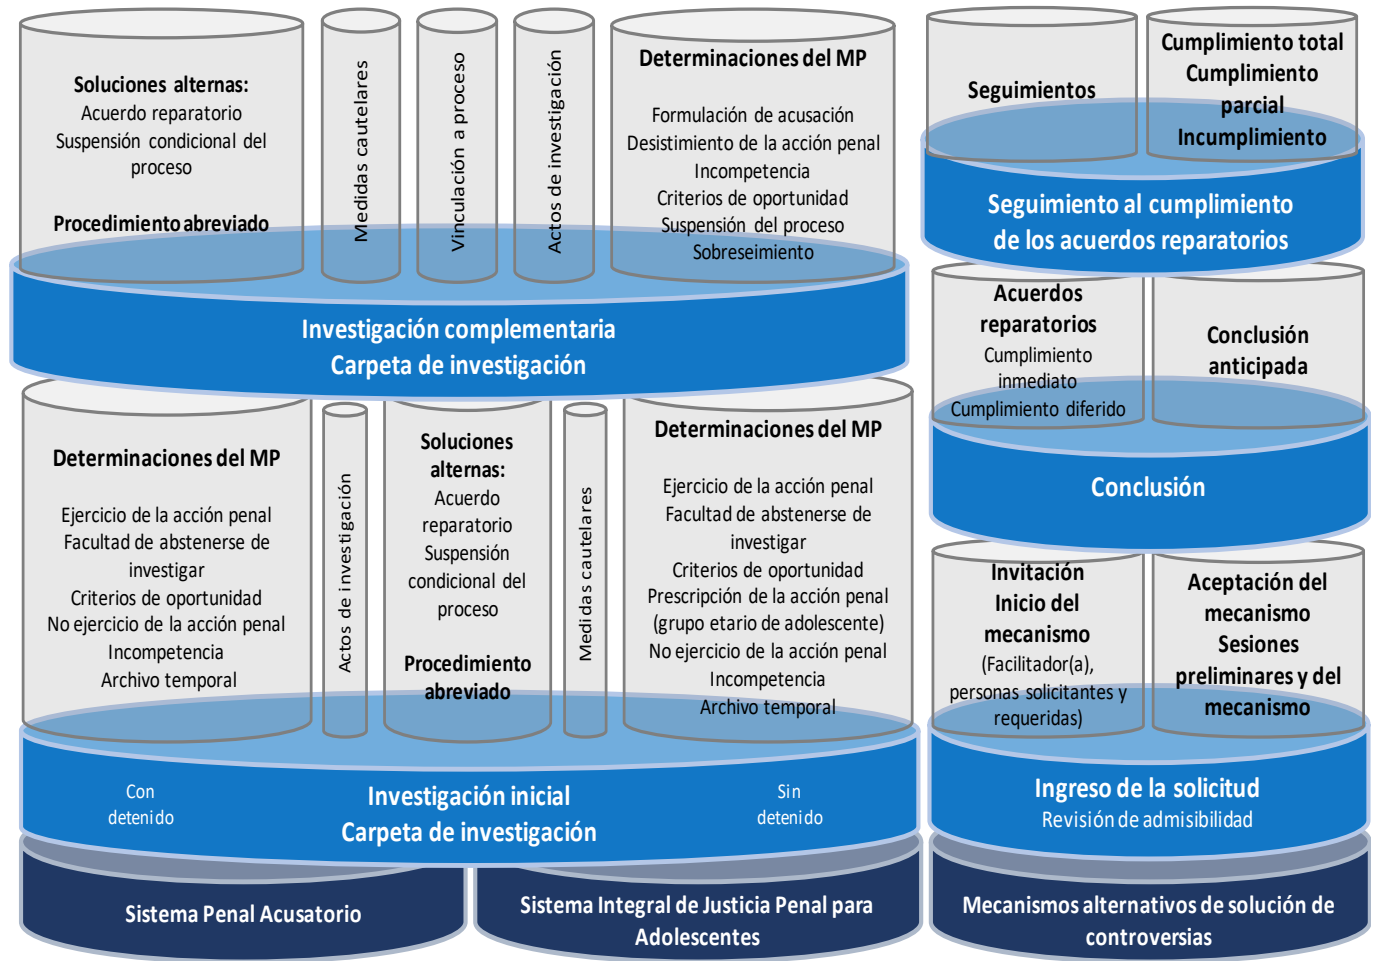 Soluciones alternas:
Acuerdo reparatorio
Suspensión condicional del
proceso
Procedimiento abreviado
Medidas cautelares
Vinculación a proceso
Actos de investigación
Determinaciones del MP
Formulación de acusación
Desistimiento de la acción penal
Incompetencia
Criterios de oportunidad
Suspensión del proceso
Sobreseimiento
Investigación complementaria
Carpeta de investigación
Determinaciones del MP
Ejercicio de la acción penal
Facultad de abstenerse de
investigar
Criterios de oportunidad
No ejercicio de la acción penal
Incompetencia
Archivo temporal
Actos de investigación
Soluciones
alternas:
Acuerdo
reparatorio
Suspensión
condicional del
proceso
Procedimiento
abreviado
Medidas cautelares
Determinaciones del MP
Ejercicio de la acción penal
Facultad de abstenerse de
investigar
Criterios de oportunidad
Prescripción de la acción penal
(grupo etario de adolescente)
No ejercicio de la acción penal
Incompetencia
Archivo temporal
Con
detenido
Investigación inicial
Carpeta de investigación
Sin
detenido
Sistema Penal Acusatorio
Sistema Integral de Justicia Penal para
Adolescentes
Seguimientos
Cumplimiento total
Cumplimiento
parcial
Incumplimiento
Seguimiento al cumplimiento
de los acuerdos reparatorios
Acuerdos
reparatorios
Cumplimiento
inmediato
Cumplimiento diferido
Conclusión
anticipada
Conclusión
Invitación
Inicio del
mecanismo
(Facilitador(a),
personas solicitantes y
requeridas)
Aceptación del
mecanismo
Sesiones
preliminares y del
mecanismo
Ingreso de la solicitud
Revisión de admisibilidad
Mecanismos alternativos de solución de
controversias